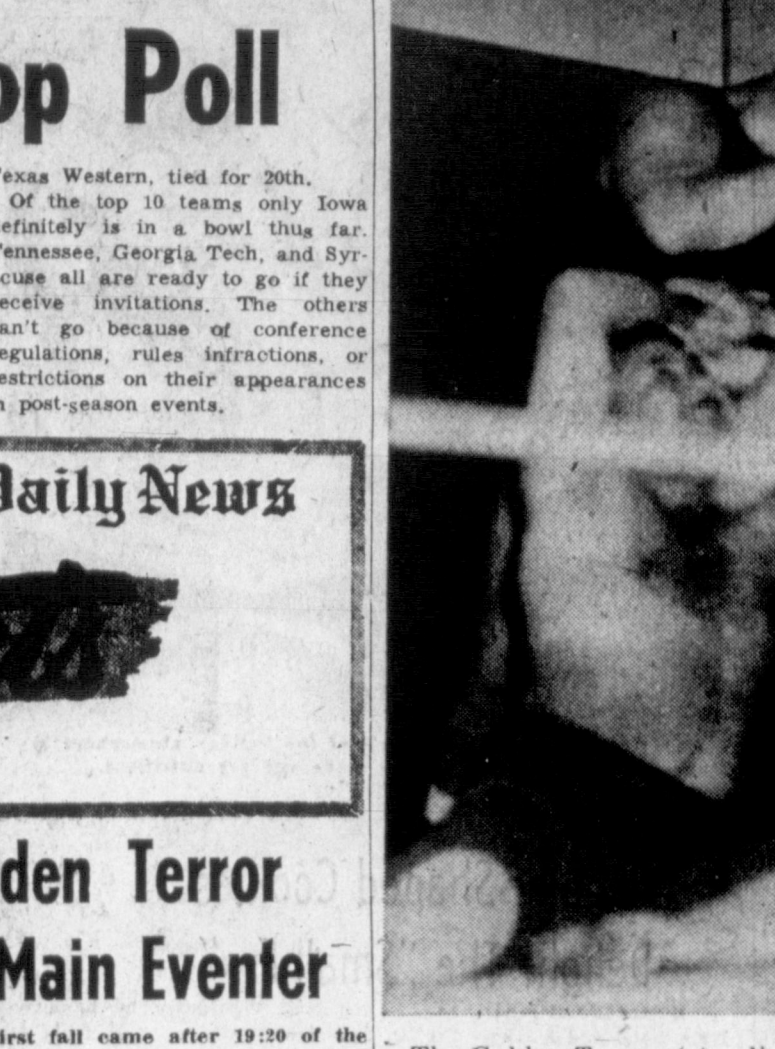 op Poll
exas Western, tied for 20th.
Of the top 10 teams only Iowa
efinitely is in a bowl thus far.
ennessee, Georgia Tech, and Syr-
cuse all are ready to go if they
eceive invitations. The others
an't go because of conference
egulations, rules infractions, or
estrictions on their appearances
n post-season events.
Daily News
den Terror
Main Eventer
irst fall came after 19:20 of the